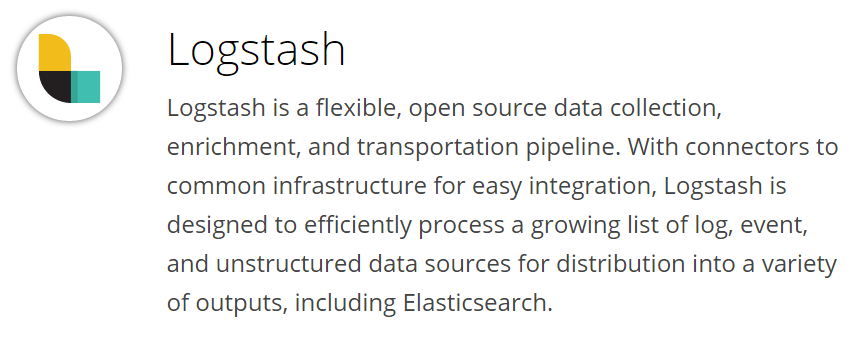 Logstash
Logstash is a flexible, open source data collection,
enrichment, and transportation pipeline. With connectors to
common infrastructure for easy integration, Logstash is
designed to efficiently process a growing list of log, event,
and unstructured data sources for distribution into a variety
of outputs, including Elasticsearch.